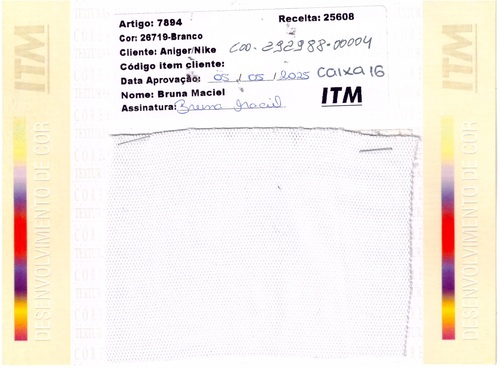 Artigo: 7894 Receita: 25608
Cor: 26719-Branco
Cliente: Aniger/Nike COO-292988-00004
Código item cliente:
Data Aprovação: 05/05/2025 CAIXA 16
Nome: Bruna Maciel
Assinatura: Bruna Maciel
ITM
ITM
DESENVOLVIMENTO DE COR
ITM
DESENVOLVIMENTO DE COR